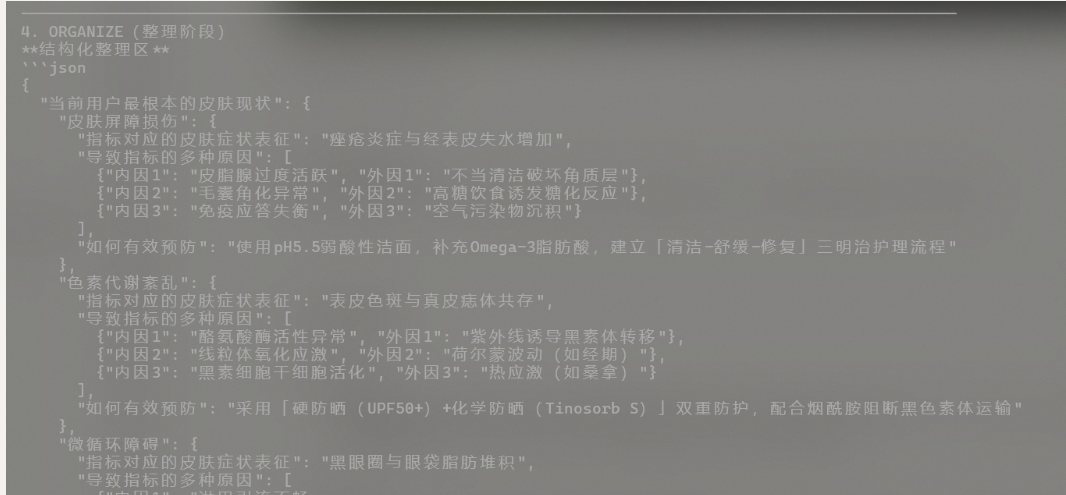 4. ORGANIZE（整理阶段）
**结构化整理区**
```json
{
"当前用户最根本的皮肤现状": {
"皮肤屏障损伤": {
"指标对应的皮肤症状表征": "痤疮炎症与经表皮失水增加",
"导致指标的多种原因": [
{"内因1": "皮脂腺过度活跃", "外因1": "不当清洁破坏角质层"},
{"内因2": "毛囊角化异常", "外因2": "高糖饮食诱发糖化反应"},
{"内因3": "免疫应答失衡", "外因3": "空气污染物沉积"}
],
"如何有效预防": "使用pH5.5弱酸性洁面，补充Omega-3脂肪酸，建立「清洁-舒缓-修复」三明治护理流程"
},
"色素代谢紊乱": {
"指标对应的皮肤症状表征": "表皮色斑与真皮痣体共存",
"导致指标的多种原因": [
{"内因1": "酪氨酸酶活性异常", "外因1": "紫外线诱导黑素体转移"},
{"内因2": "线粒体氧化应激", "外因2": "荷尔蒙波动（如经期）"},
{"内因3": "黑素细胞干细胞活化", "外因3": "热应激（如桑拿）"}
],
"如何有效预防": "采用「硬防晒（UPF50+）+化学防晒（Tinosorb S）」双重防护，配合烟酰胺阻断黑色素体运输"
},
"微循环障碍": {
"指标对应的皮肤症状表征": "黑眼圈与眼袋脂肪堆积",
"导致指标的多种原因": [